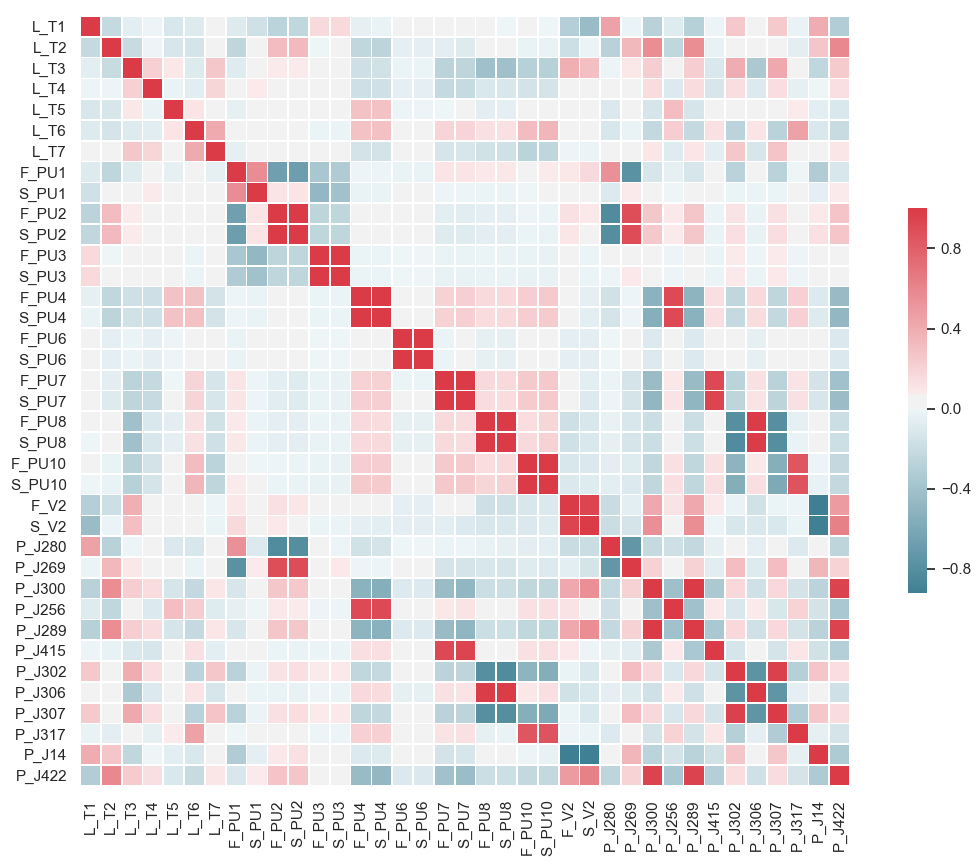 L_T1
L_T2
L_T3
L_T4
L_T5
L_T6
L_T7
F_PU1
S_PU1
F_PU2
S_PU2
F_PU3
S_PU3
F_PU4
S_PU4
F_PU6
S_PU6
F_PU7
S_PU7
F_PU8
S_PU8
F_PU10
S_PU10
F_V2
S_V2
P_J280
P_J269
P_J300
P_J256
P_J289
P_J415
P_J302
P_J306
P_J307
P_J317
P_J14
P_J422
L_T1
L_T2
L_T3
L_T4
L_T5
L_T6
L_T7
F_PU1
S_PU1
F_PU2
S_PU2
F_PU3
S_PU3
F_PU4
S_PU4
F_PU6
S_PU6
F_PU7
S_PU7
F_PU8
S_PU8
F_PU10
S_PU10
F_V2
S_V2
P_J280
P_J269
P_J300
P_J256
P_J289
P_J415
P_J302
P_J306
P_J307
P_J317
P_J14
P_J422
0.8
0.4
0.0
−0.4
−0.8